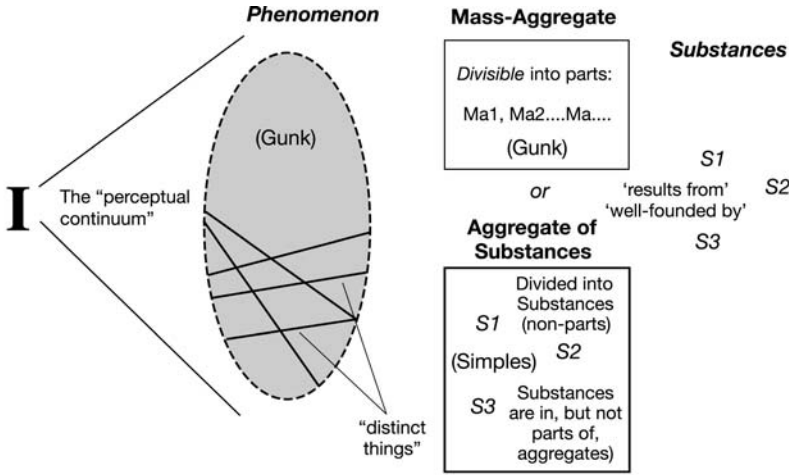 Phenomenon
(Gunk)
I
The "perceptual
continuum"
"distinct
things"
Mass-Aggregate
Divisible into parts:
Ma1, Ma2....Ma....
(Gunk)
or
Aggregate of
Substances
Divided into
Substances
(non-parts)
S1
(Simples)
S2
S3
Substances
are in, but not
parts of,
aggregates)
Substances
S1
S2
'results from'
'well-founded by'
S3